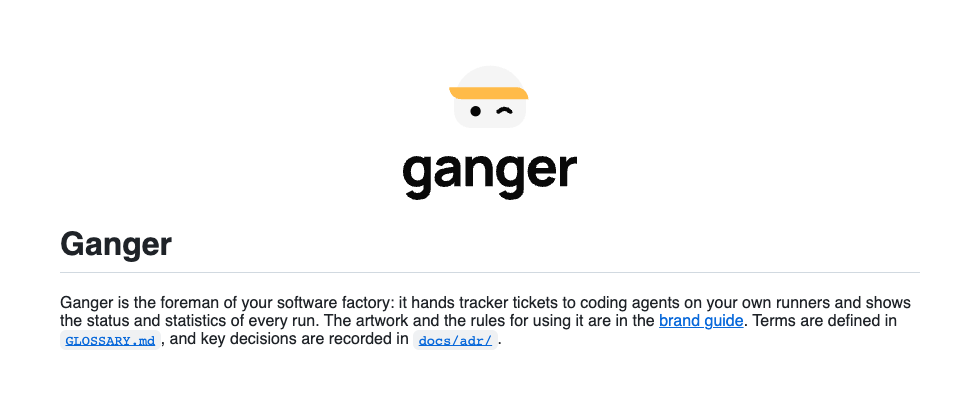 ganger
Ganger
Ganger is the foreman of your software factory: it hands tracker tickets to coding agents on your own runners and shows
the status and statistics of every run. The artwork and the rules for using it are in the brand guide. Terms are defined in
GLOSSARY.md , and key decisions are recorded in docs/adr/ .